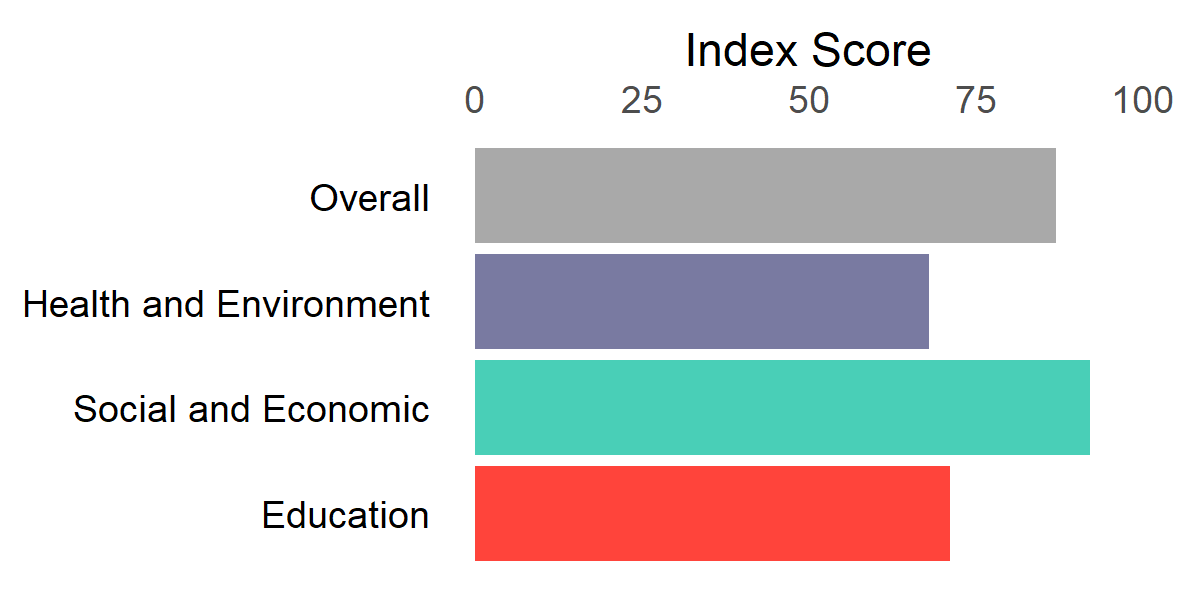 Index Score
0 25 50 75 100
Overall
Health and Environment
Social and Economic
Education